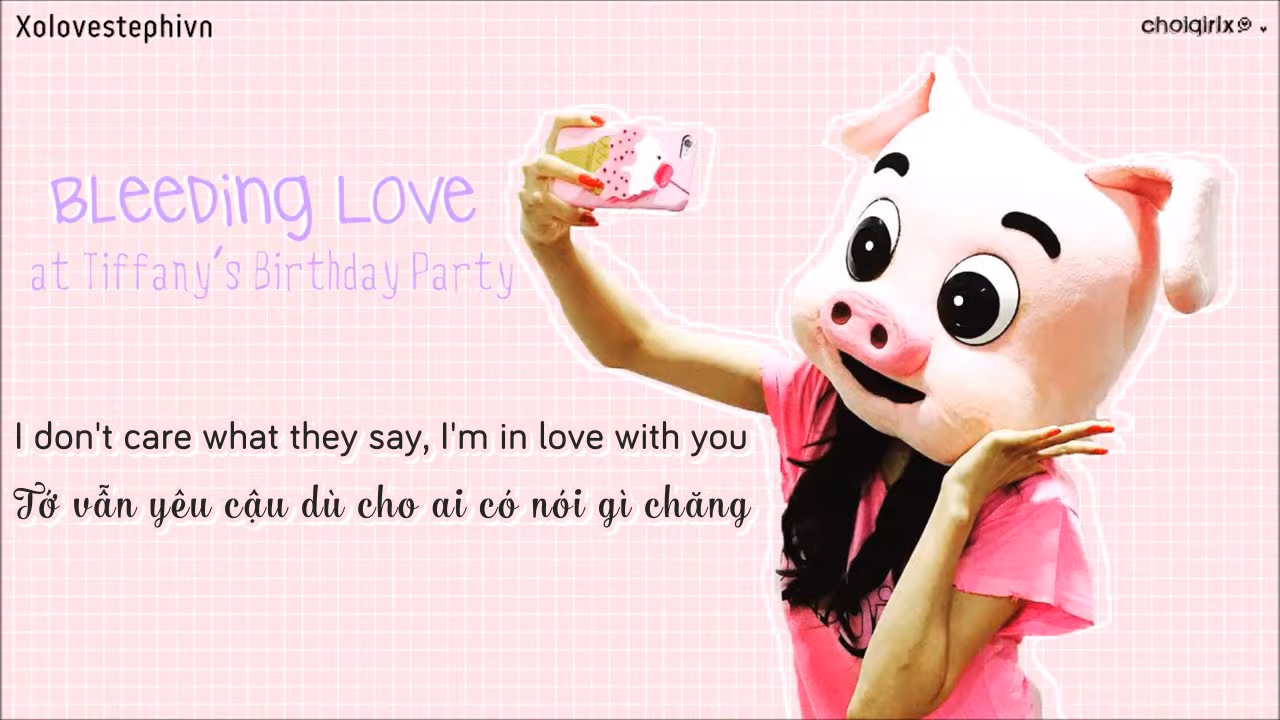 Xolovestephivn
choiqirlx
Bleeding Love
at Tiffany's Birthday Party
I don't care what they say, I'm in love with you
Tớ vẫn yêu cậu dù cho ai có nói gì chăng